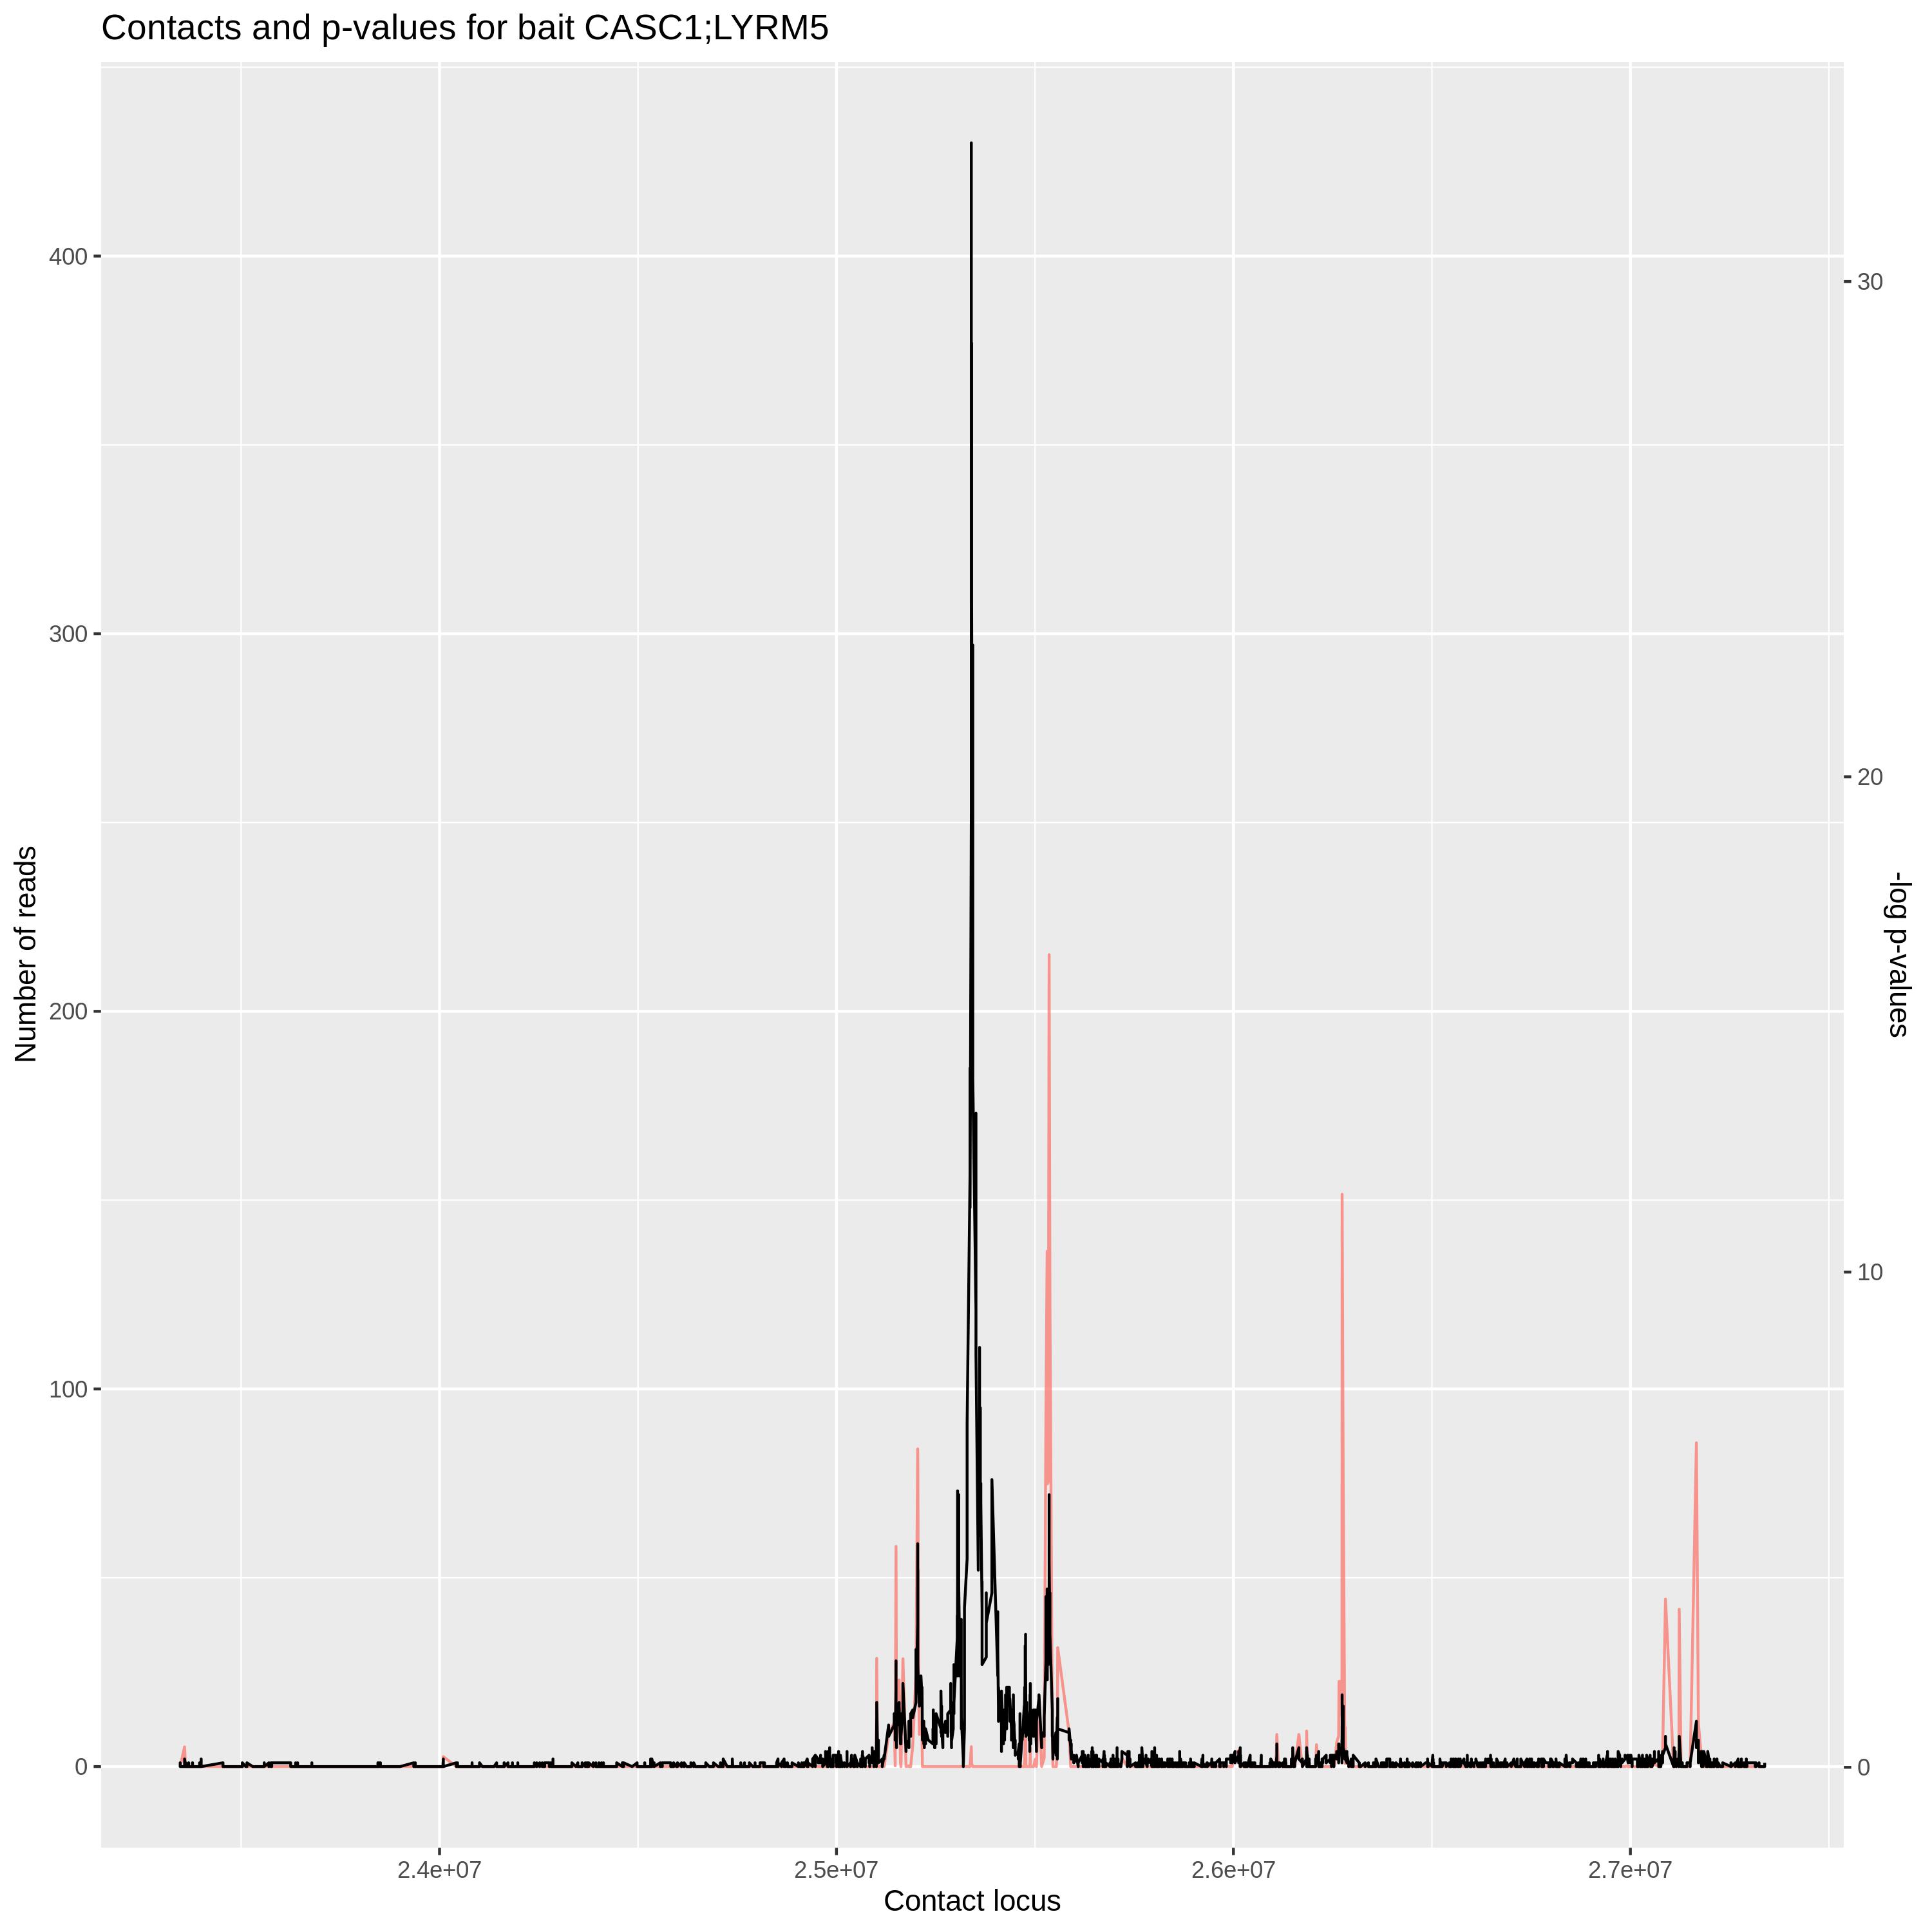 Contacts and p-values for bait CASC1;LYRM5
Number of reads
400
300
200
100
0
30
20
10
0
-log p-values
2.4e+07
2.5e+07
2.6e+07
2.7e+07
Contact locus